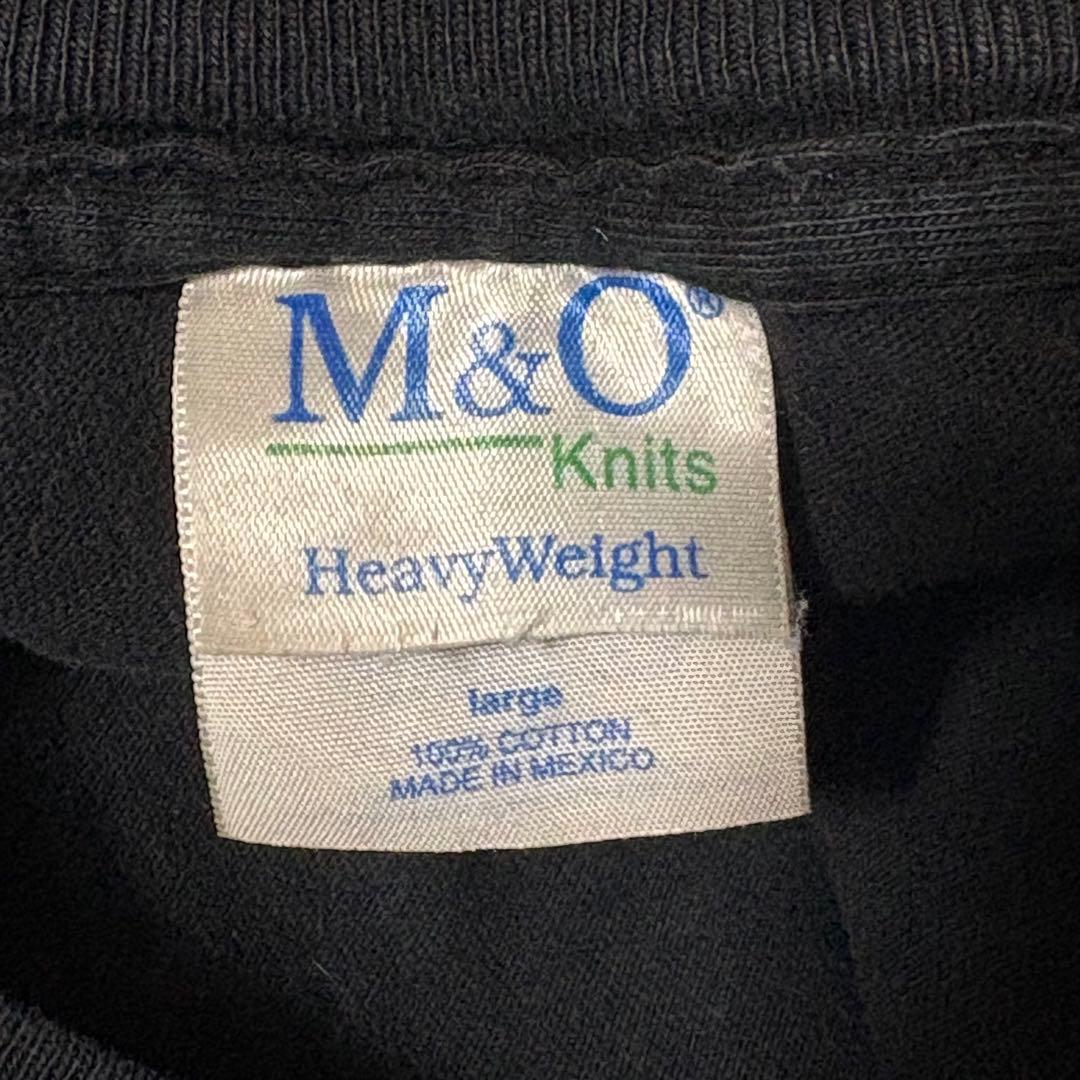 M&O®
Knits
HeavyWeight
large
100% COTTON
MADE IN MEXICO